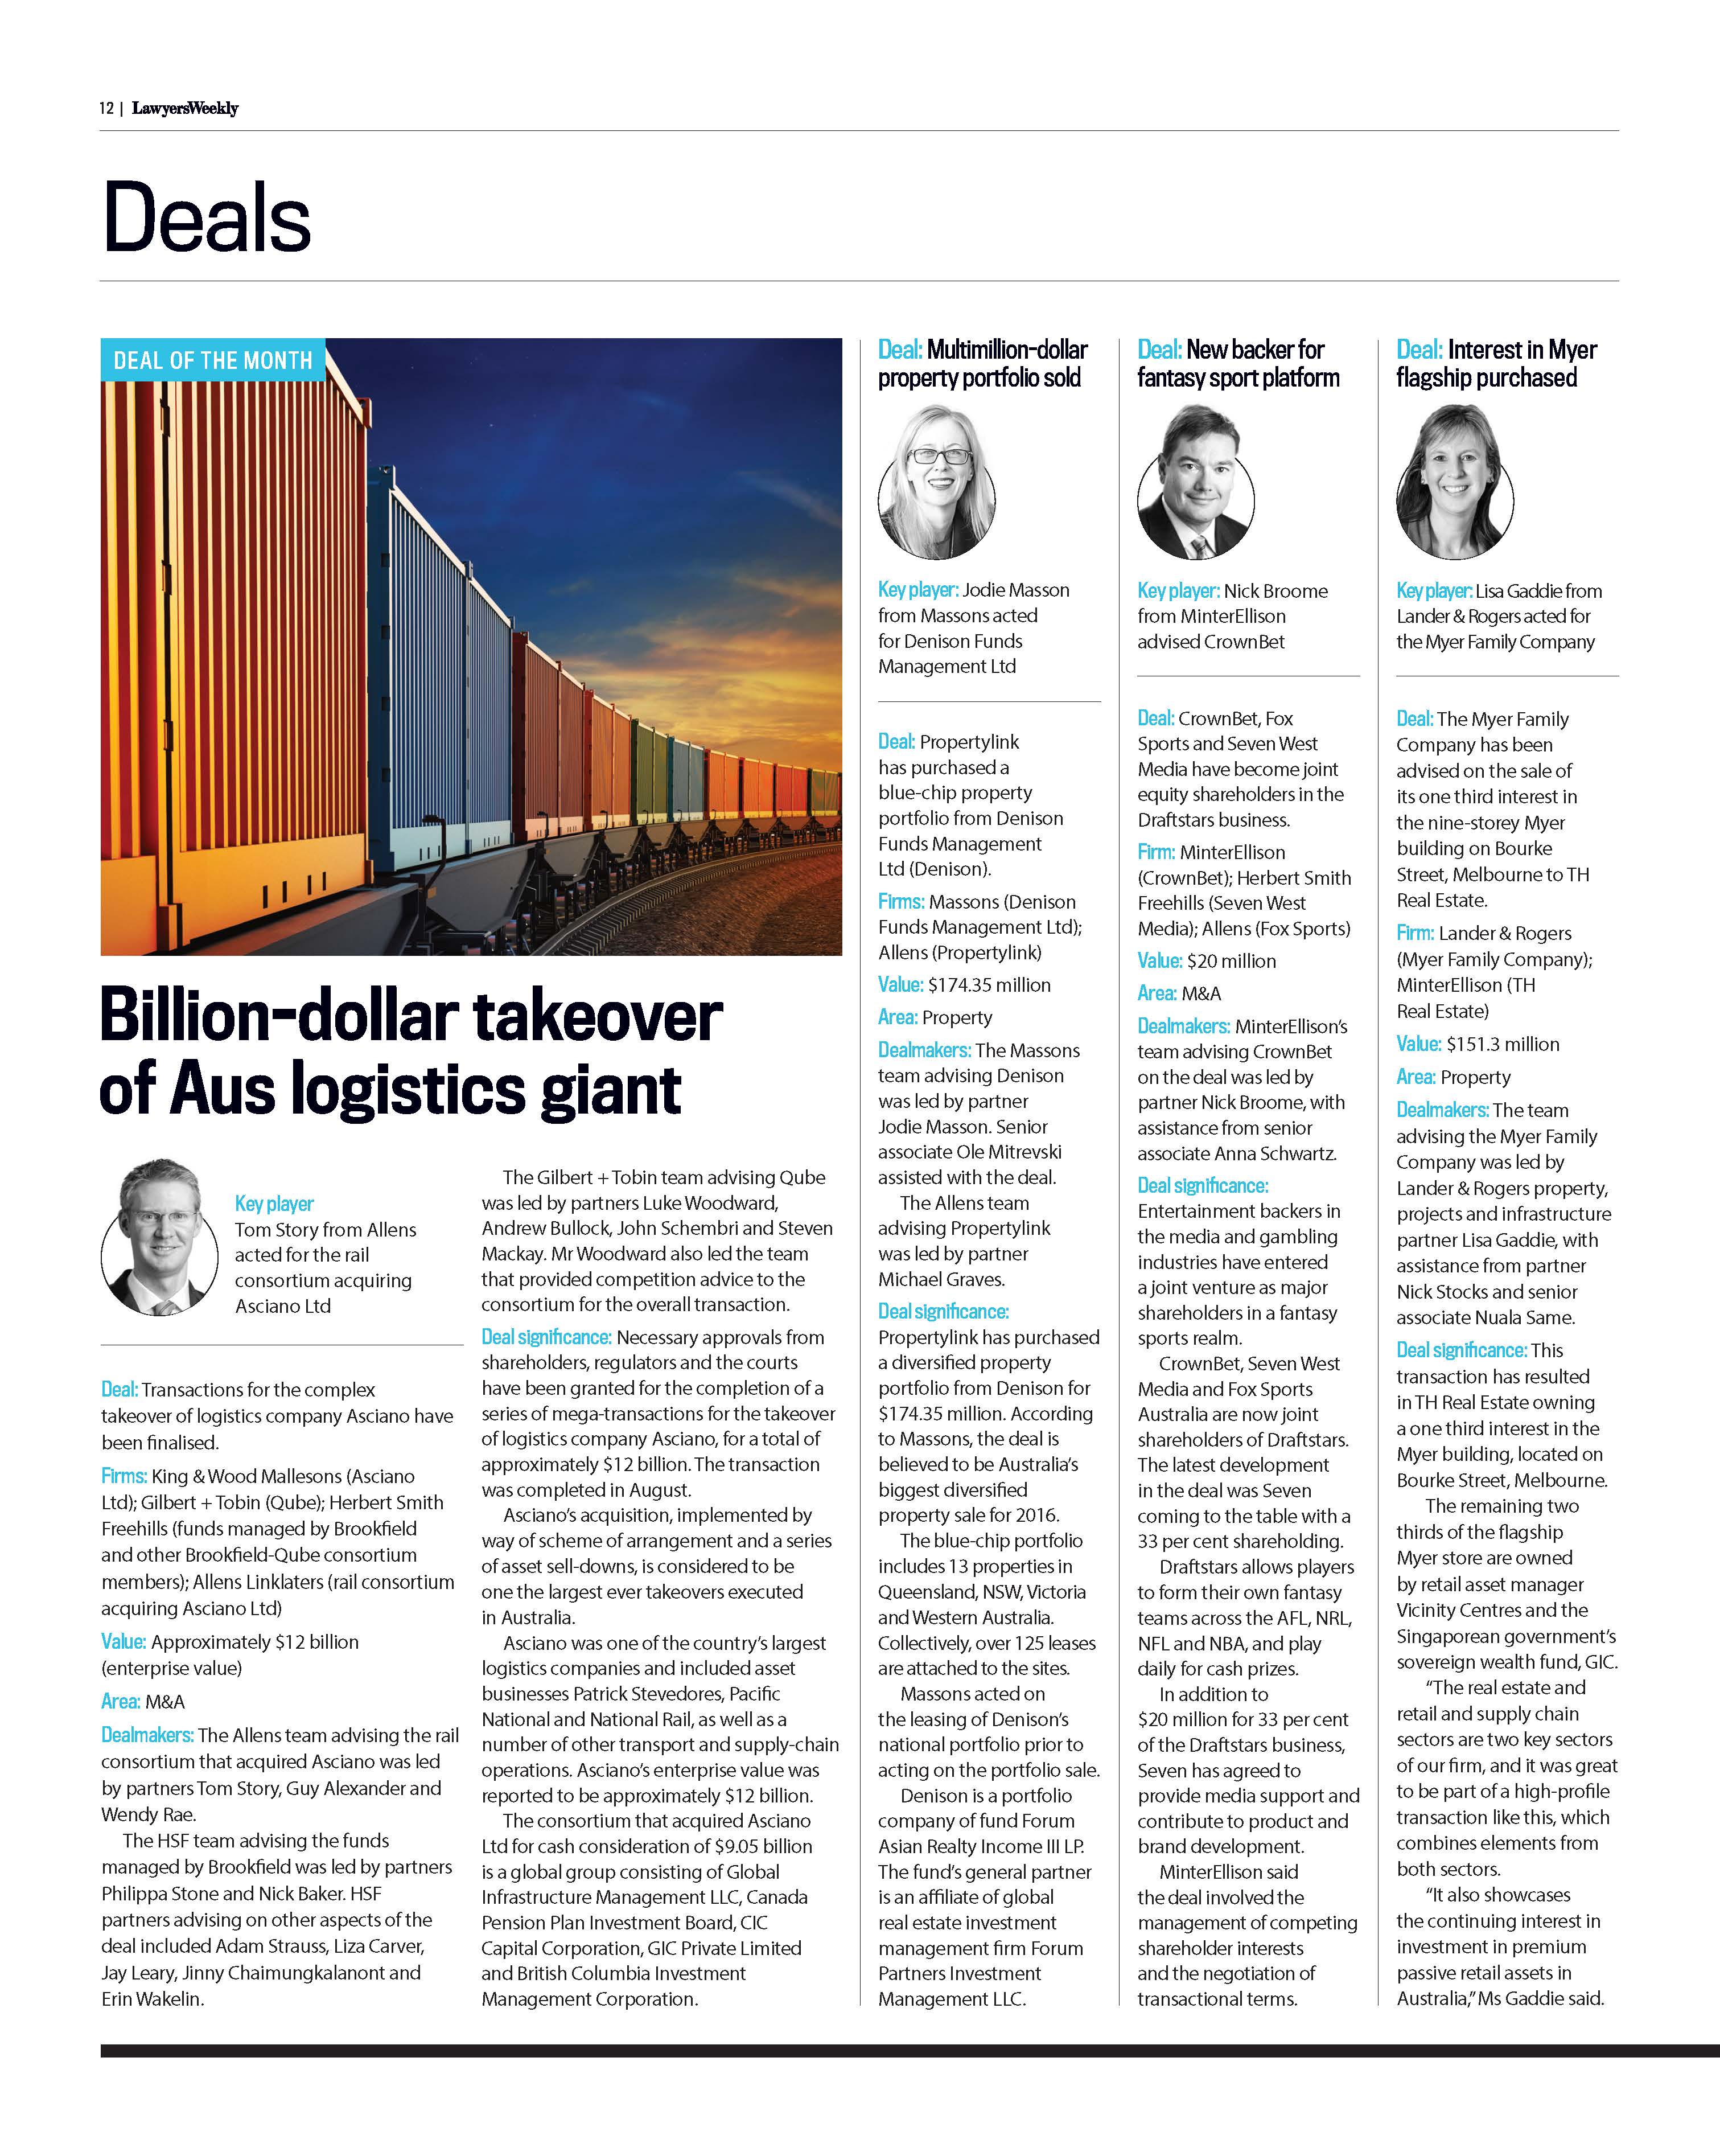 12 | LawyersWeekly
Deals
DEAL OF THE MONTH
Billion-dollar takeover
of Aus logistics giant
Key player
Tom Story from Allens
acted for the rail
consortium acquiring
Asciano Ltd
Deal: Transactions for the complex
takeover of logistics company Asciano have
been finalised.
Firms: King & Wood Mallesons (Asciano
Ltd); Gilbert + Tobin (Qube); Herbert Smith
Freehills (funds managed by Brookfield
and other Brookfield-Qube consortium
members); Allens Linklaters (rail consortium
acquiring Asciano Ltd)
Value: Approximately $12 billion
(enterprise value)
Area: M&A
Dealmakers: The Allens team advising the rail
consortium that acquired Asciano was led
by partners Tom Story, Guy Alexander and
Wendy Rae.
The HSF team advising the funds
managed by Brookfield was led by partners
Philippa Stone and Nick Baker. HSF
partners advising on other aspects of the
deal included Adam Strauss, Liza Carver,
Jay Leary, Jinny Chaimungkalanont and
Erin Wakelin.
The Gilbert + Tobin team advising Qube
was led by partners Luke Woodward,
Andrew Bullock, John Schembri and Steven
Mackay. Mr Woodward also led the team
that provided competition advice to the
consortium for the overall transaction.
Deal significance: Necessary approvals from
shareholders, regulators and the courts
have been granted for the completion of a
series of mega-transactions for the takeover
of logistics company Asciano, for a total of
approximately $12 billion. The transaction
was completed in August.
Asciano's acquisition, implemented by
way of scheme of arrangement and a series
of asset sell-downs, is considered to be
one the largest ever takeovers executed
in Australia.
Asciano was one of the country's largest
logistics companies and included asset
businesses Patrick Stevedores, Pacific
National and National Rail, as well as a
number of other transport and supply-chain
operations. Asciano's enterprise value was
reported to be approximately $12 billion.
The consortium that acquired Asciano
Ltd for cash consideration of $9.05 billion
is a global group consisting of Global
Infrastructure Management LLC, Canada
Pension Plan Investment Board, CIC
Capital Corporation, GIC Private Limited
and British Columbia Investment
Management Corporation.
Deal: Multimillion-dollar
property portfolio sold
Key player: Jodie Masson
from Massons acted
for Denison Funds
Management Ltd
Deal: Propertylink
has purchased a
blue-chip property
portfolio from Denison
Funds Management
Ltd (Denison).
Firms: Massons (Denison
Funds Management Ltd);
Allens (Propertylink)
Value: $174.35 million
Area: Property
Dealmakers: The Massons
team advising Denison
was led by partner
Jodie Masson. Senior
associate Ole Mitrevski
assisted with the deal.
The Allens team
advising Propertylink
was led by partner
Michael Graves.
Deal significance:
Propertylink has purchased
a diversified property
portfolio from Denison for
$174.35 million. According
to Massons, the deal is
believed to be Australia's
biggest diversified
property sale for 2016.
The blue-chip portfolio
includes 13 properties in
Queensland, NSW, Victoria
and Western Australia.
Collectively, over 125 leases
are attached to the sites.
Massons acted on
the leasing of Denison's
national portfolio prior to
acting on the portfolio sale.
Denison is a portfolio
company of fund Forum
Asian Realty Income III LP.
The fund's general partner
is an affiliate of global
real estate investment
management firm Forum
Partners Investment
Management LLC.
Deal: New backer for
fantasy sport platform
Key player: Nick Broome
from MinterEllison
advised CrownBet
Deal: CrownBet, Fox
Sports and Seven West
Media have become joint
equity shareholders in the
Draftstars business.
Firm: MinterEllison
(CrownBet); Herbert Smith
Freehills (Seven West
Media); Allens (Fox Sports)
Value: $20 million
Area: M&A
Dealmakers: MinterEllison's
team advising CrownBet
on the deal was led by
partner Nick Broome, with
assistance from senior
associate Anna Schwartz.
Deal significance:
Entertainment backers in
the media and gambling
industries have entered
a joint venture as major
shareholders in a fantasy
sports realm.
CrownBet, Seven West
Media and Fox Sports
Australia are now joint
shareholders of Draftstars.
The latest development
in the deal was Seven
coming to the table with a
33 per cent shareholding.
Draftstars allows players
to form their own fantasy
teams across the AFL, NRL,
NFL and NBA, and play
daily for cash prizes.
In addition to
$20 million for 33 per cent
of the Draftstars business,
Seven has agreed to
provide media support and
contribute to product and
brand development.
MinterEllison said
the deal involved the
management of competing
shareholder interests
and the negotiation of
transactional terms.
Deal: Interest in Myer
flagship purchased
Key player: Lisa Gaddie from
Lander & Rogers acted for
the Myer Family Company
Deal: The Myer Family
Company has been
advised on the sale of
its one third interest in
the nine-storey Myer
building on Bourke
Street, Melbourne to TH
Real Estate.
Firm: Lander & Rogers
(Myer Family Company);
MinterEllison (TH
Real Estate)
Value: $151.3 million
Area: Property
Dealmakers: The team
advising the Myer Family
Company was led by
Lander & Rogers property,
projects and infrastructure
partner Lisa Gaddie, with
assistance from partner
Nick Stocks and senior
associate Nuala Same.
Deal significance: This
transaction has resulted
in TH Real Estate owning
a one third interest in the
Myer building, located on
Bourke Street, Melbourne.
The remaining two
thirds of the flagship
Myer store are owned
by retail asset manager
Vicinity Centres and the
Singaporean government's
sovereign wealth fund, GIC.
"The real estate and
retail and supply chain
sectors are two key sectors
of our firm, and it was great
to be part of a high-profile
transaction like this, which
combines elements from
both sectors.
"It also showcases
the continuing interest in
investment in premium
passive retail assets in
Australia," Ms Gaddie said.